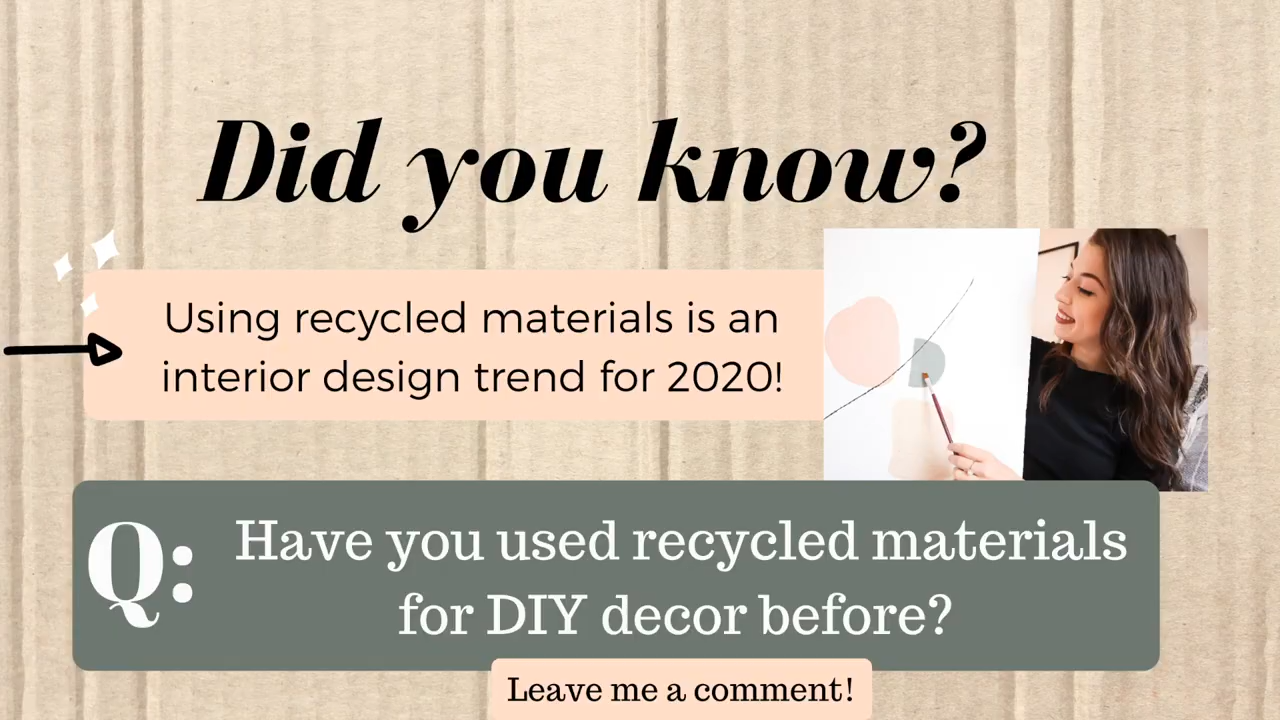 Did you know?
Using recycled materials is an
interior design trend for 2020!
Q: Have you used recycled materials
for DIY decor before?
Leave me a comment!